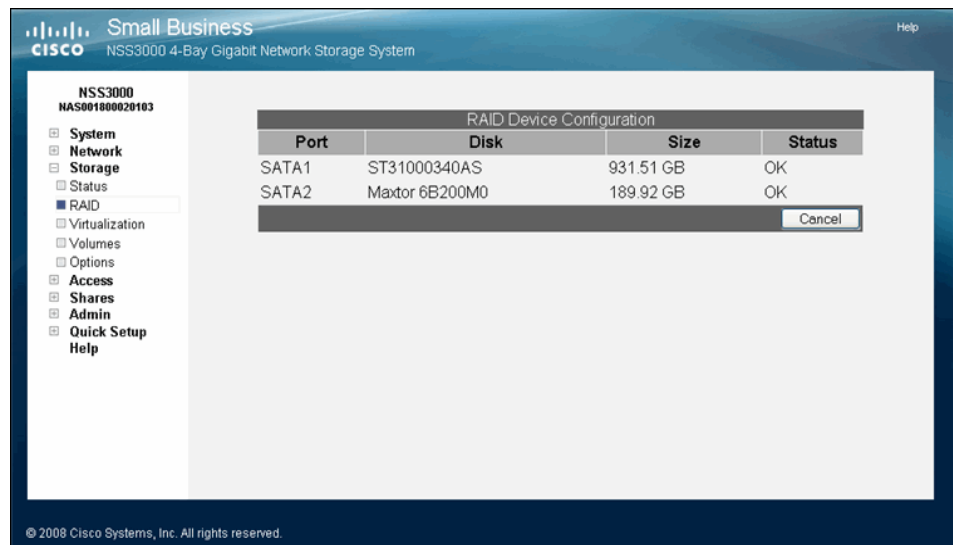 Small Business
CISCO NSS3000 4-Bay Gigabit Network Storage System
Help
NSS3000
NAS001800020103
System
Network
Storage
Status
RAID
Virtualization
Volumes
Options
Access
Shares
Admin
Quick Setup
Help
RAID Device Configuration
Port Disk Size Status
SATA1 ST31000340AS 931.51 GB OK
SATA2 Maxtor 6B200M0 189.92 GB OK
Cancel
© 2008 Cisco Systems, Inc. All rights reserved.